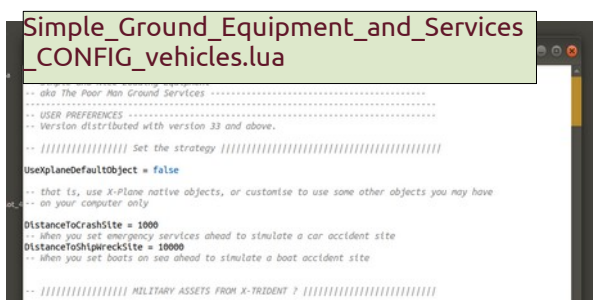 Simple_Ground_Equipment_and_Services
_CONFIG_vehicles.lua
-- aka The Poor Man Ground Services -------------------------------------------
----------------------------------------------------------------------------------
-- USER PREFERENCES --------------------------------------------------------------
-- Version distributed with version 33 and above.
-- ||||||||||||||||| Set the strategy ||||||||||||||||||||||||||||||||||||||||||||
UseXplaneDefaultObject = false
-- that is, use X-Plane native objects, or customise to use some other objects you may have
-- on your computer only
DistanceToCrashSite = 1000
-- When you set emergency services ahead to simulate a car accident site
DistanceToShipWreckSite = 10000
-- When you set boats on sea ahead to simulate a boat accident site
-- ||||||||||||||||| MILITARY ASSETS FROM X-TRIDENT ? |||||||||||||||||||||||||||